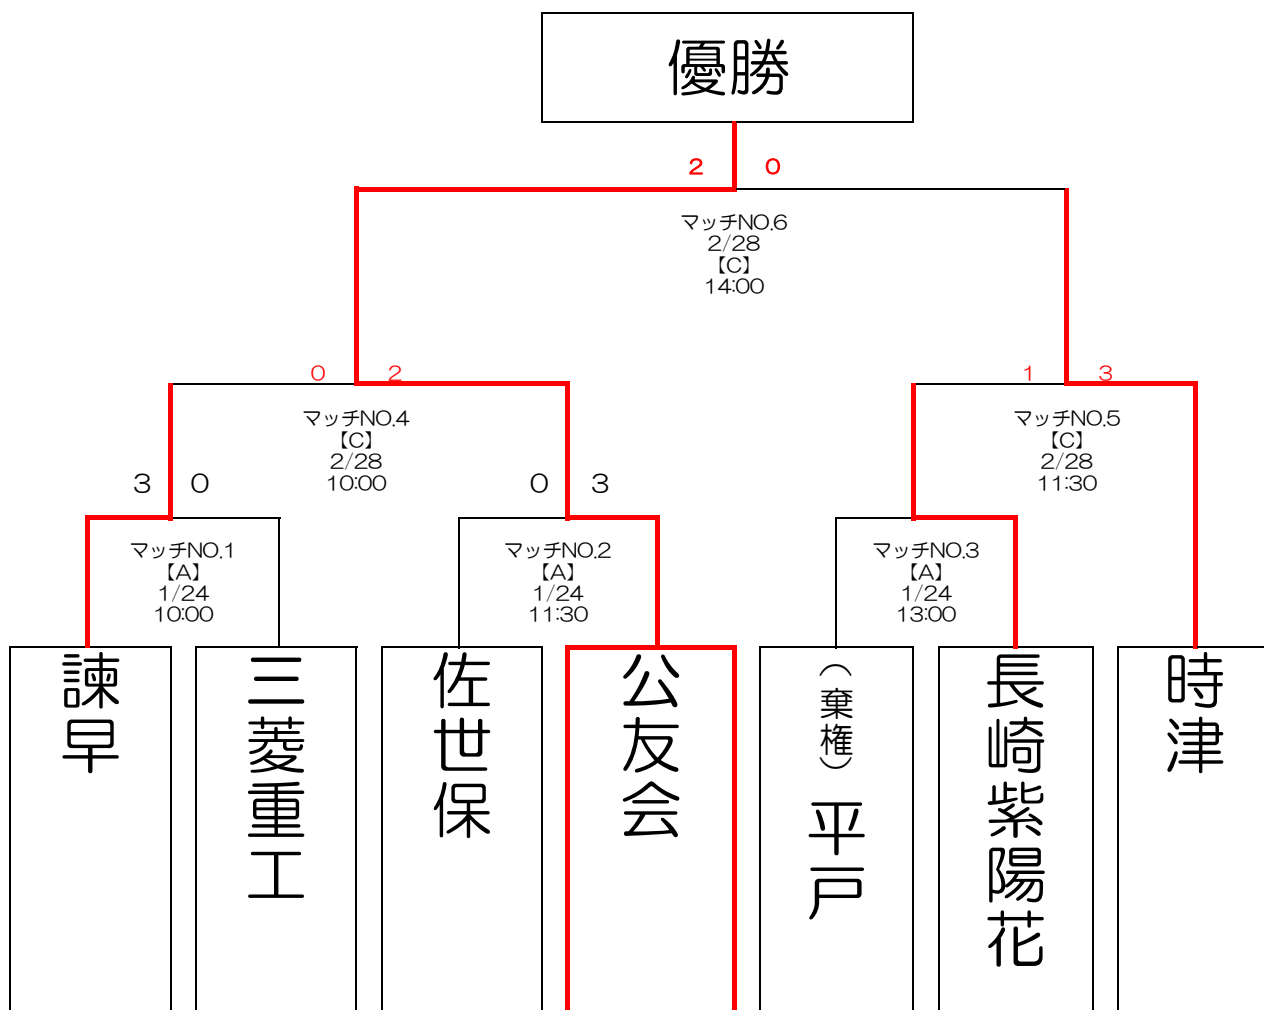 優勝
2 0
マッチNO.6
2/28
【C】
14:00
0 2
1 3
マッチNO.4
【C】
2/28
10:00
マッチNO.5
【C】
2/28
11:30
3 0
0 3
マッチNO.1
【A】
1/24
10:00
マッチNO.2
【A】
1/24
11:30
マッチNO.3
【A】
1/24
13:00
諫早
三菱重工
佐世保
公友会
（棄権）平戸
長崎紫陽花
時津